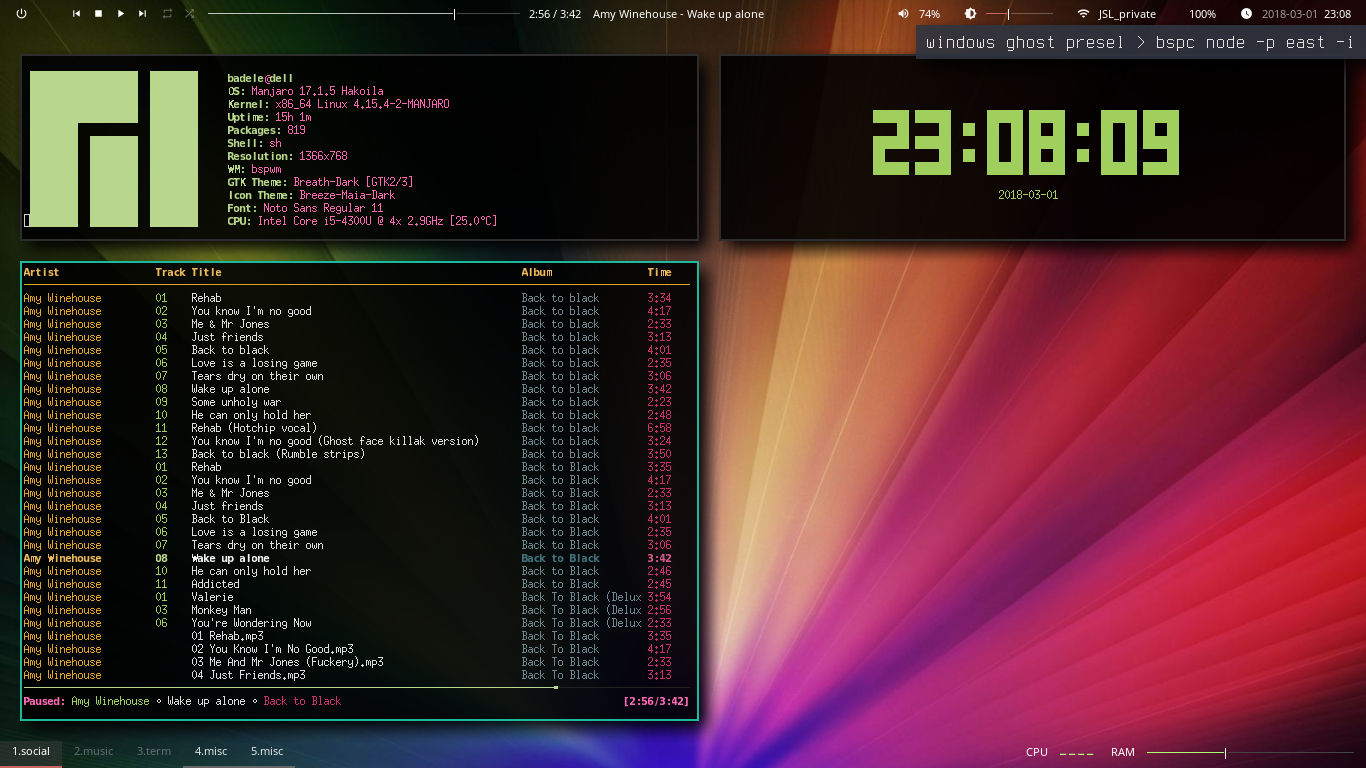 2:56 / 3:42 Amy Winehouse - Wake up alone 74% JSL_private 100% 2018-03-01 23:08
windows ghost presel > bspc node -p east -i
badele@dell
OS: Manjaro 17.1.5 Hakoila
Kernel: x86_64 Linux 4.15.4-2-MANJARO
Uptime: 15h 1m
Packages: 819
Shell: sh
Resolution: 1366x768
WM: bspwm
GTK Theme: Breath-Dark [GTK2/3]
Icon Theme: Breeze-Maia-Dark
Font: Noto Sans Regular 11
CPU: Intel Core i5-4300U @ 4x 2.9GHz [25.0°C]
23:08:09
2018-03-01
Artist Track Title Album Time
Amy Winehouse 01 Rehab Back to black 3:34
Amy Winehouse 02 You know I'm no good Back to black 4:17
Amy Winehouse 03 Me & Mr Jones Back to black 2:33
Amy Winehouse 04 Just friends Back to black 3:13
Amy Winehouse 05 Back to black Back to black 4:01
Amy Winehouse 06 Love is a losing game Back to black 2:35
Amy Winehouse 07 Tears dry on their own Back to black 3:06
Amy Winehouse 08 Wake up alone Back to black 3:42
Amy Winehouse 09 Some unholy war Back to black 2:23
Amy Winehouse 10 He can only hold her Back to black 2:48
Amy Winehouse 11 Rehab (Hotchip vocal) Back to black 6:58
Amy Winehouse 12 You know I'm no good (Ghost face killak version) Back to black 3:24
Amy Winehouse 13 Back to black (Rumble strips) Back to black 3:50
Amy Winehouse 01 Rehab Back to Black 3:35
Amy Winehouse 02 You know I'm no good Back to Black 4:17
Amy Winehouse 03 Me & Mr Jones Back to Black 2:33
Amy Winehouse 04 Just friends Back to Black 3:13
Amy Winehouse 05 Back to Black Back to Black 4:01
Amy Winehouse 06 Love is a losing game Back to Black 2:35
Amy Winehouse 07 Tears dry on their own Back to Black 3:06
Amy Winehouse 08 Wake up alone Back to Black 3:42
Amy Winehouse 10 He can only hold her Back to Black 2:46
Amy Winehouse 11 Addicted Back to Black 2:45
Amy Winehouse 01 Valerie Back To Black (Delux 3:54
Amy Winehouse 03 Monkey Man Back To Black (Delux 2:56
Amy Winehouse 06 You're Wondering Now Back To Black (Delux 2:33
Amy Winehouse 01 Rehab.mp3 Back To Black 3:35
Amy Winehouse 02 You Know I'm No Good.mp3 Back To Black 4:17
Amy Winehouse 03 Me And Mr Jones (Fuckery).mp3 Back To Black 2:33
Amy Winehouse 04 Just Friends.mp3 Back To Black 3:13
Paused: Amy Winehouse ∘ Wake up alone ∘ Back to Black [2:56/3:42]
1.social 2.music 3.term 4.misc 5.misc CPU RAM